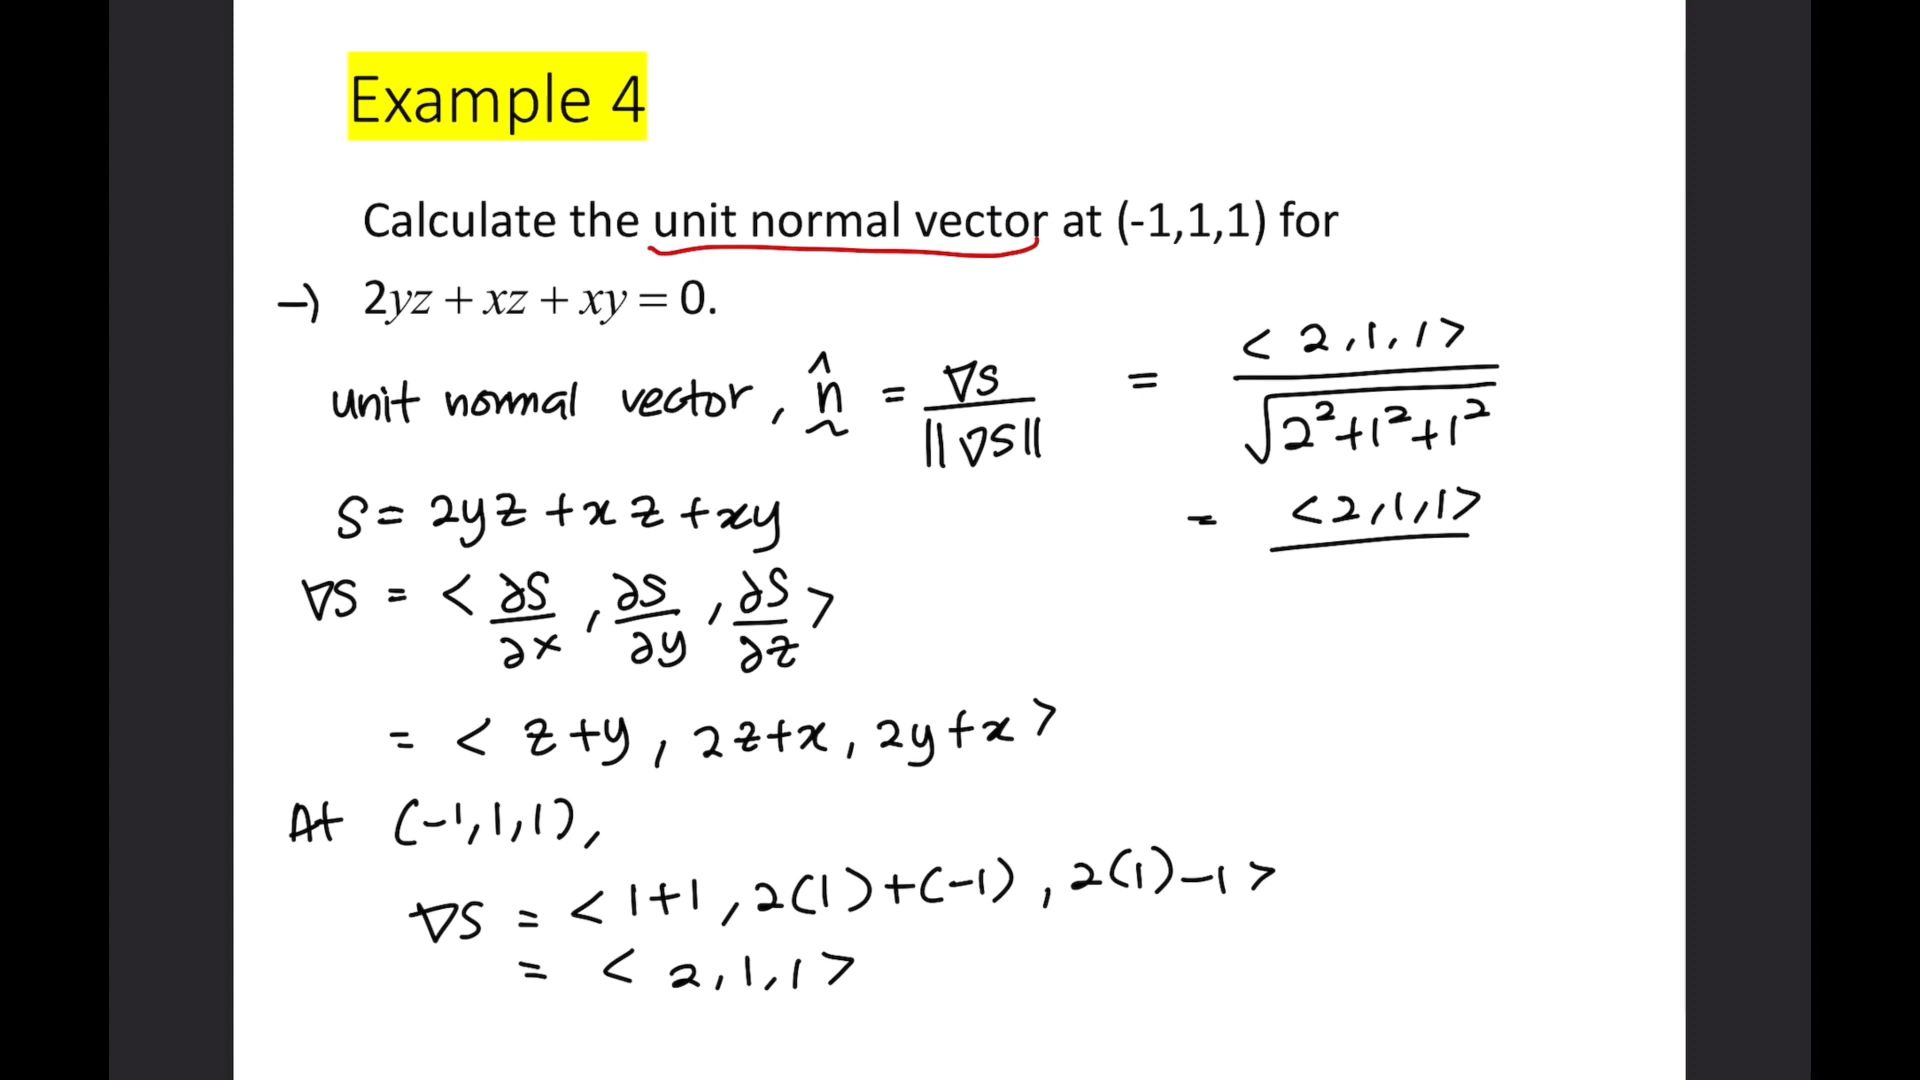 Example 4
Calculate the unit normal vector at (-1,1,1) for
→ 2yz + xz + xy = 0.
unit normal vector, n̂ = ∇S / ||∇S|| = < 2, 1, 1 > / √(2² + 1² + 1²)
S = 2yz + xz + xy
= < 2, 1, 1 >
∇S = < ∂S/∂x , ∂S/∂y , ∂S/∂z >
= < z + y , 2z + x , 2y + x >
At (-1, 1, 1),
∇S = < 1+1 , 2(1)+(-1) , 2(1)-1 >
= < 2, 1, 1 >